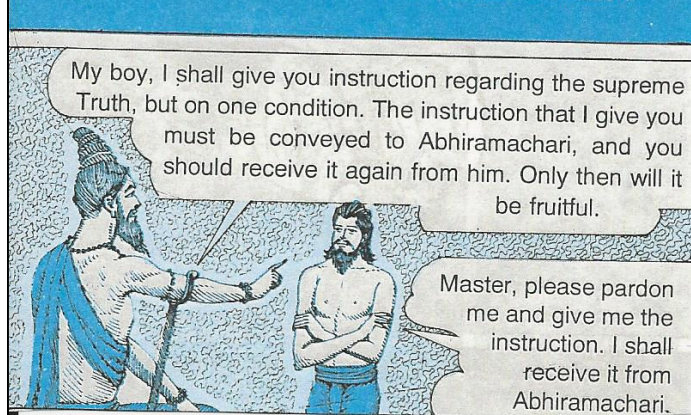 My boy, I shall give you instruction regarding the supreme
Truth, but on one condition. The instruction that I give you
must be conveyed to Abhiramachari, and you
should receive it again from him. Only then will it
be fruitful.
Master, please pardon
me and give me the
instruction. I shall
receive it from
Abhiramachari.